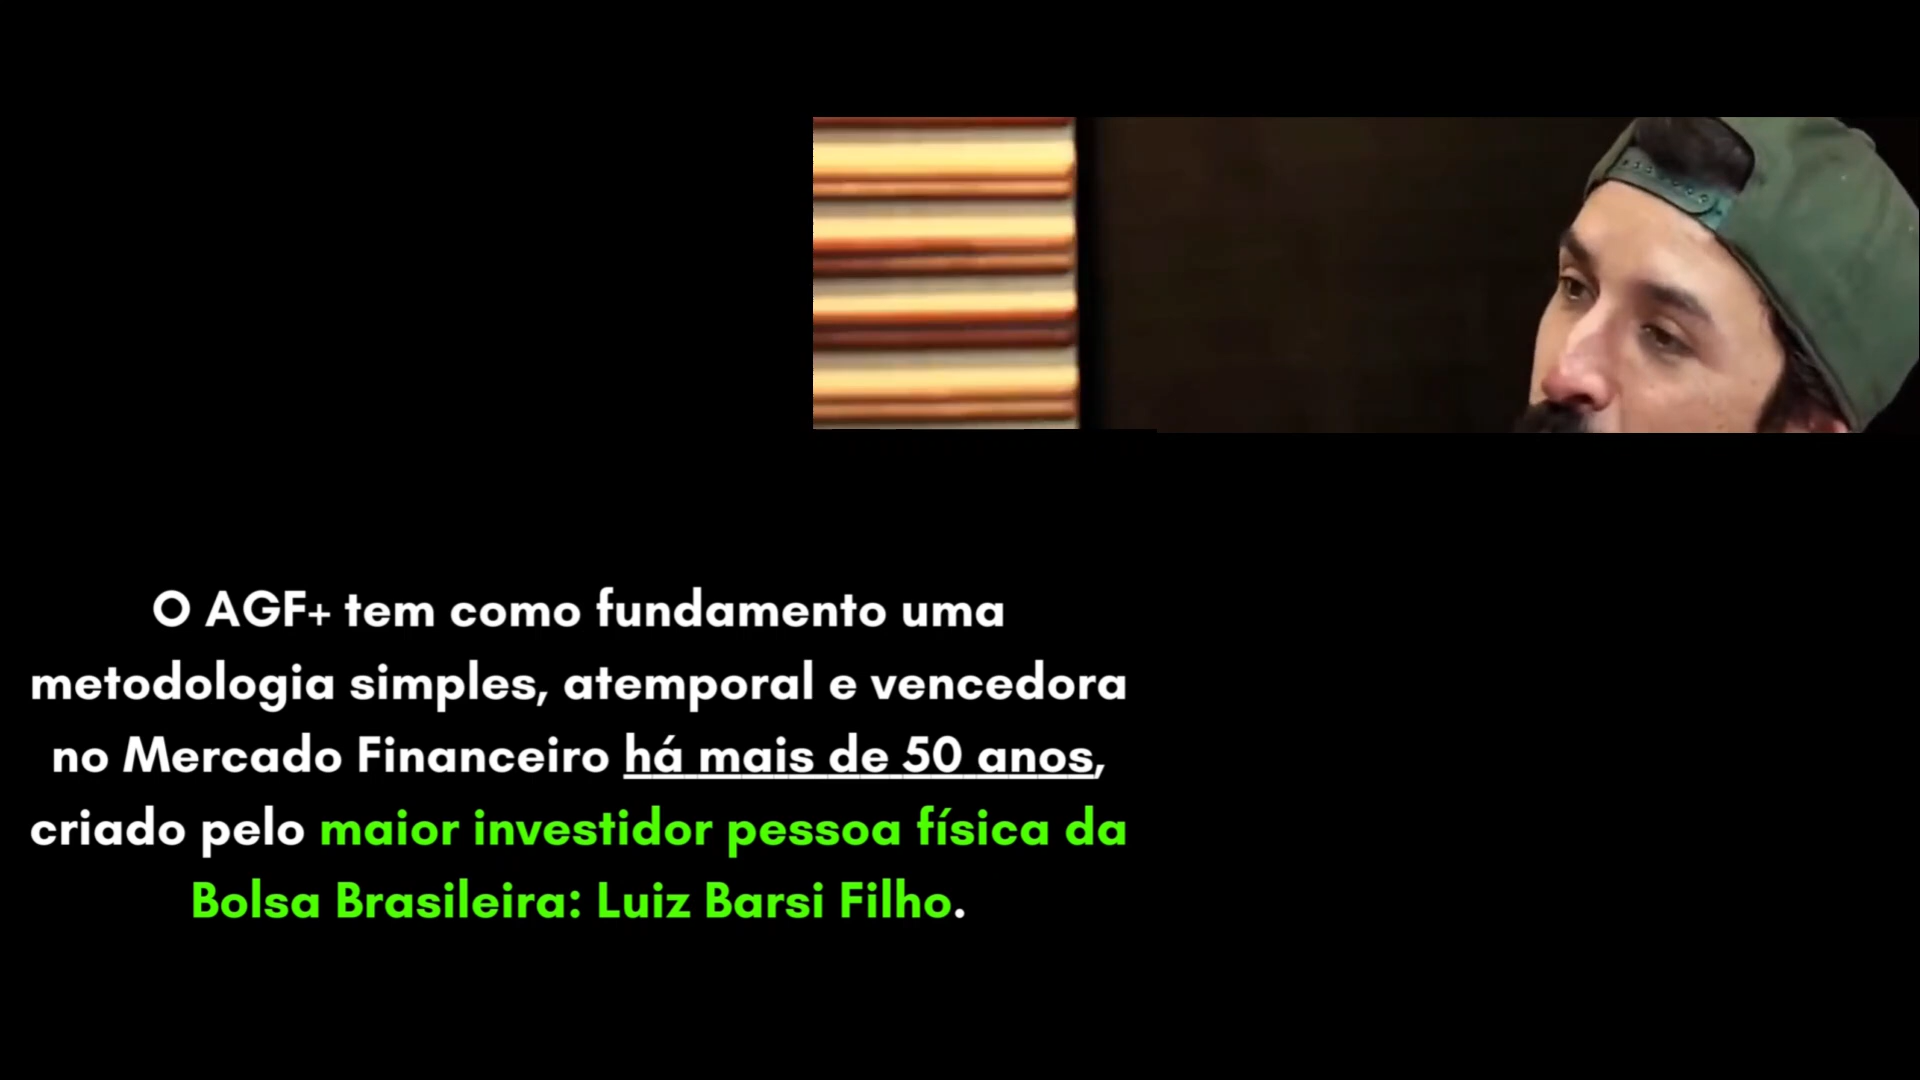 O AGF+ tem como fundamento uma
metodologia simples, atemporal e vencedora
no Mercado Financeiro há mais de 50 anos,
criado pelo maior investidor pessoa física da
Bolsa Brasileira: Luiz Barsi Filho.